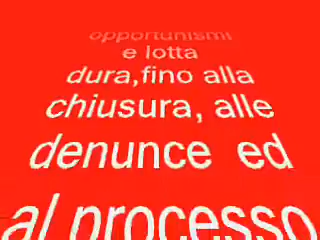 opportunismi
e lotta
dura,fino alla
chiusura, alle
denunce ed
al processo